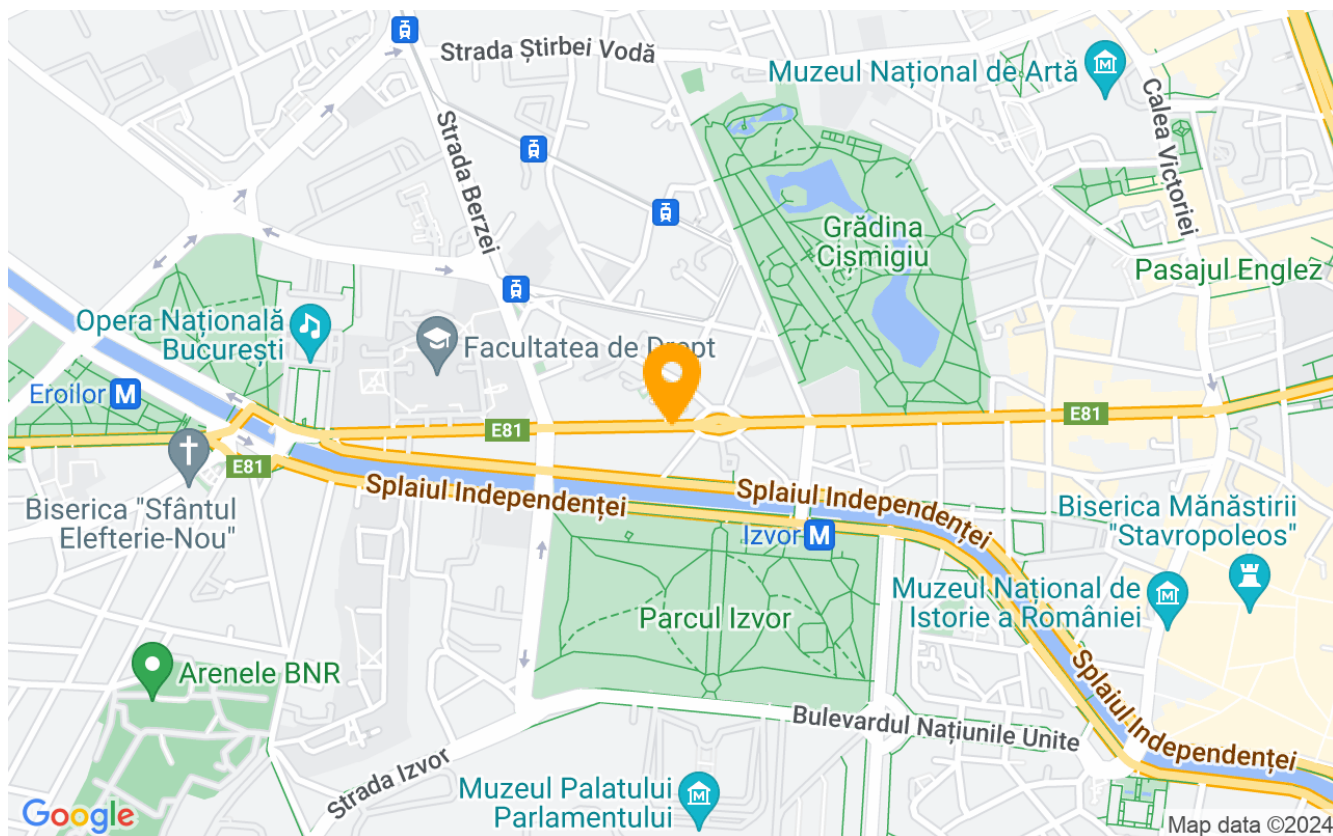 Strada Știrbei Vodă
Muzeul Național de Artă
Calea Victoriei
Strada Berzei
Grădina
Cișmigiu
Pasajul Englez
Opera Națională
București
Facultatea de Drept
Eroilor M
E81
E81
E81
Splaiul Independenței
Splaiul Independenței
Biserica "Sfântul
Elefterie-Nou"
Izvor M
Biserica Mănăstirii
"Stavropoleos"
Muzeul Național de
Istorie a României
Parcul Izvor
Arenele BNR
Splaiul Independenței
Bulevardul Națiunile Unite
Strada Izvor
Muzeul Palatului
Parlamentului
Google
Map data ©2024